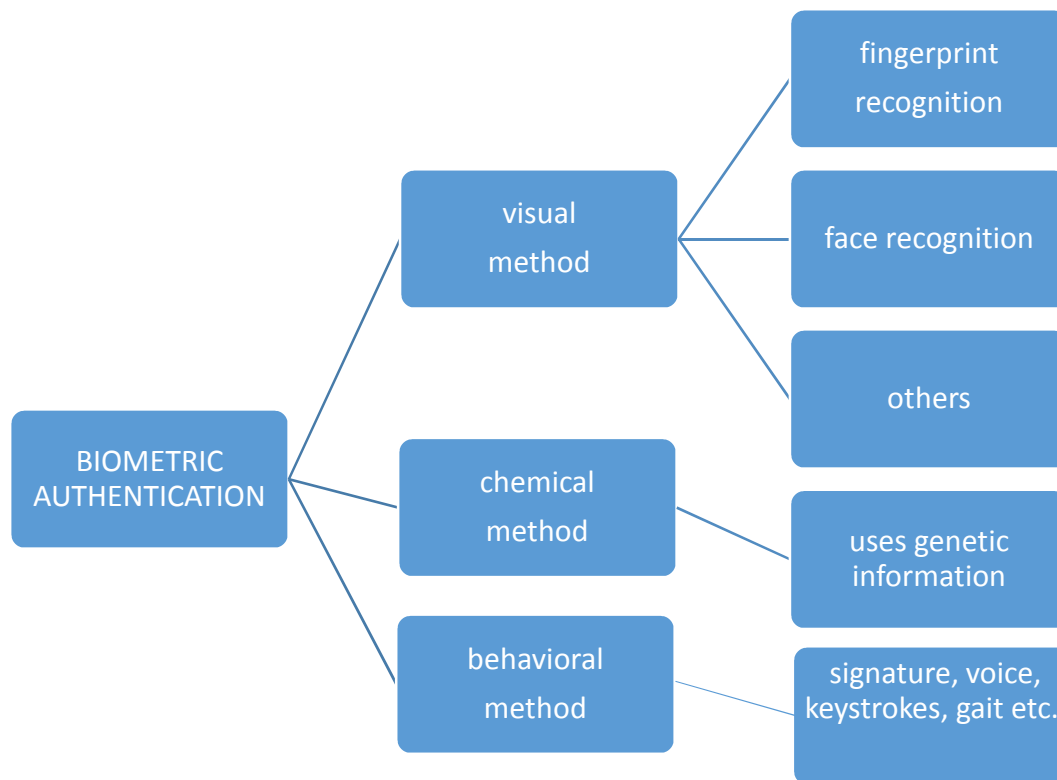 BIOMETRIC
AUTHENTICATION
visual
method
fingerprint
recognition
face recognition
others
chemical
method
uses genetic
information
behavioral
method
signature, voice,
keystrokes, gait etc.